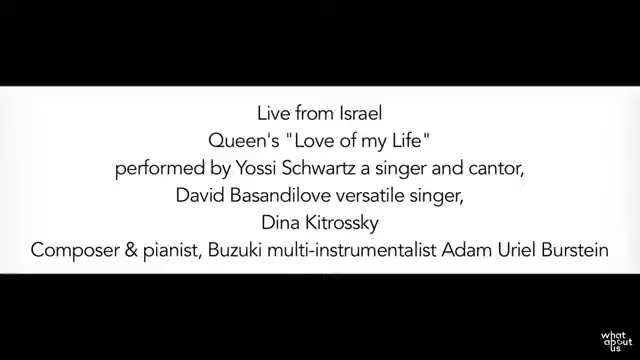 Live from Israel
Queen's "Love of my Life"
performed by Yossi Schwartz a singer and cantor,
David Basandilove versatile singer,
Dina Kitrossky
Composer & pianist, Buzuki multi-instrumentalist Adam Uriel Burstein
what
about
us